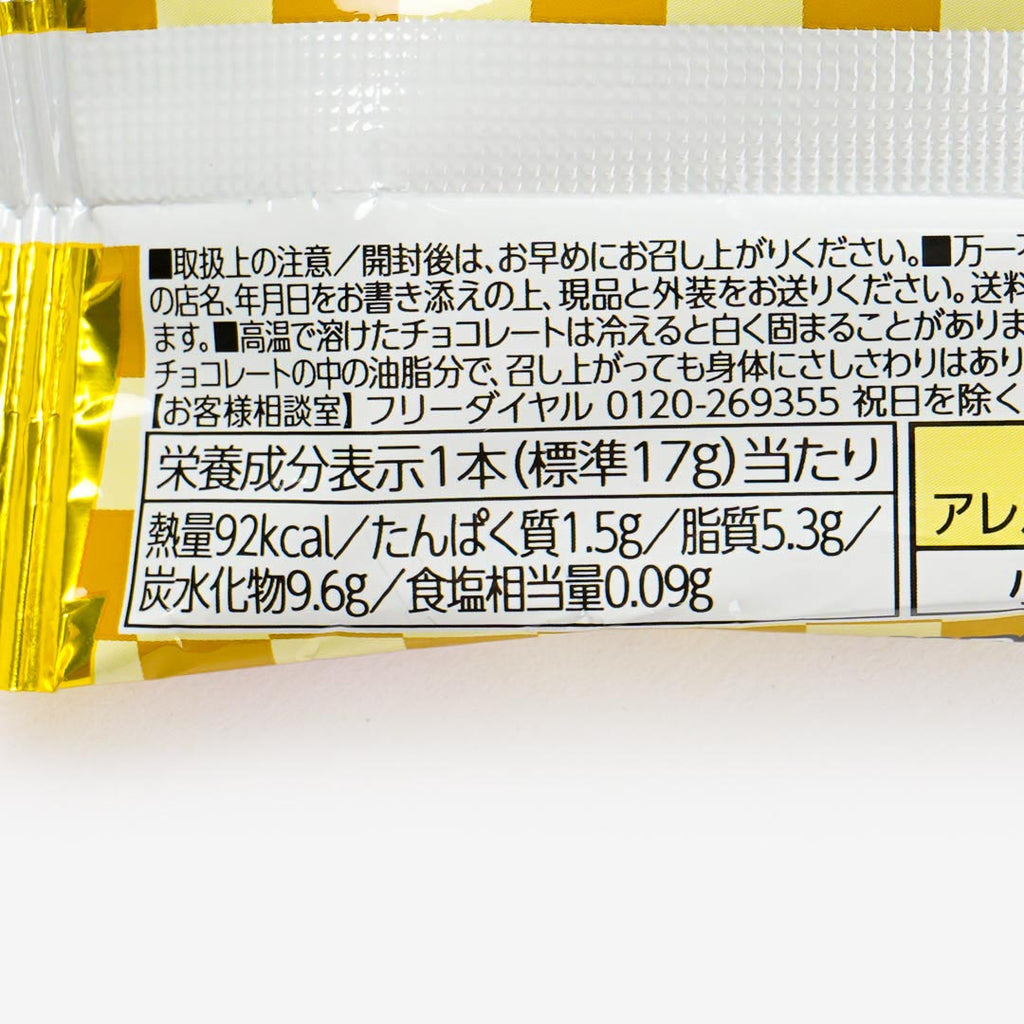 ■取扱上の注意／開封後は、お早めにお召し上がりください。■万一
の店名、年月日をお書き添えの上、現品と外装をお送りください。送料
ます。■高温で溶けたチョコレートは冷えると白く固まることがありま
チョコレートの中の油脂分で、召し上がっても身体にさしさわりはあり
【お客様相談室】フリーダイヤル 0120-269355 祝日を除く
栄養成分表示1本(標準17g)当たり
熱量92kcal／たんぱく質1.5g／脂質5.3g／
炭水化物9.6g／食塩相当量0.09g
アレ